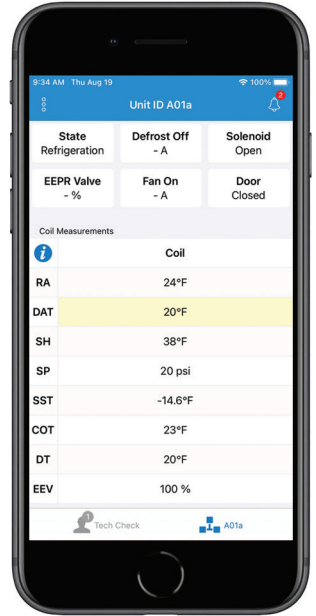 9:34 AM Thu Aug 19 100%
Unit ID A01a
2
State Defrost Off Solenoid
Refrigeration - A Open
EEPR Valve Fan On Door
- % - A Closed
Coil Measurements
i Coil
RA 24°F
DAT 20°F
SH 38°F
SP 20 psi
SST -14.6°F
COT 23°F
DT 20°F
EEV 100 %
1
Tech Check A01a